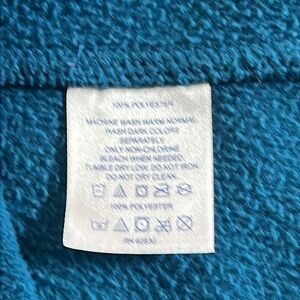 100% POLYESTER
MACHINE WASH WARM NORMAL
WASH DARK COLORS
SEPARATELY
ONLY NON-CHLORINE
BLEACH WHEN NEEDED
TUMBLE DRY LOW. DO NOT IRON.
DO NOT DRY CLEAN.
100% POLYESTER
RN